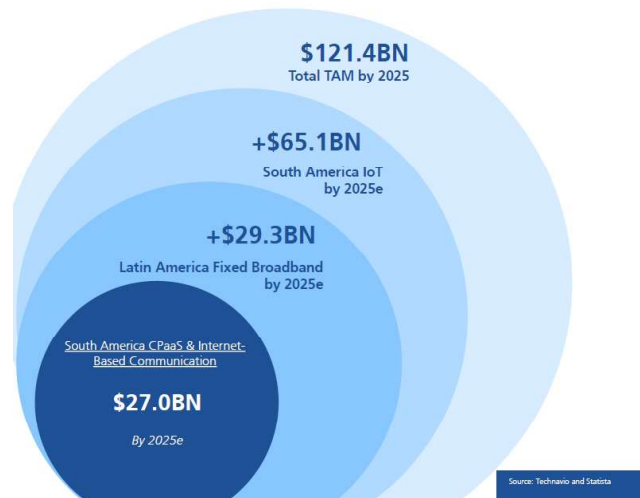 $121.4BN
Total TAM by 2025
+$65.1BN
South America IoT
by 2025e
+$29.3BN
Latin America Fixed Broadband
by 2025e
South America CPaaS & Internet-
Based Communication
$27.0BN
By 2025e
Source: Technavio and Statista